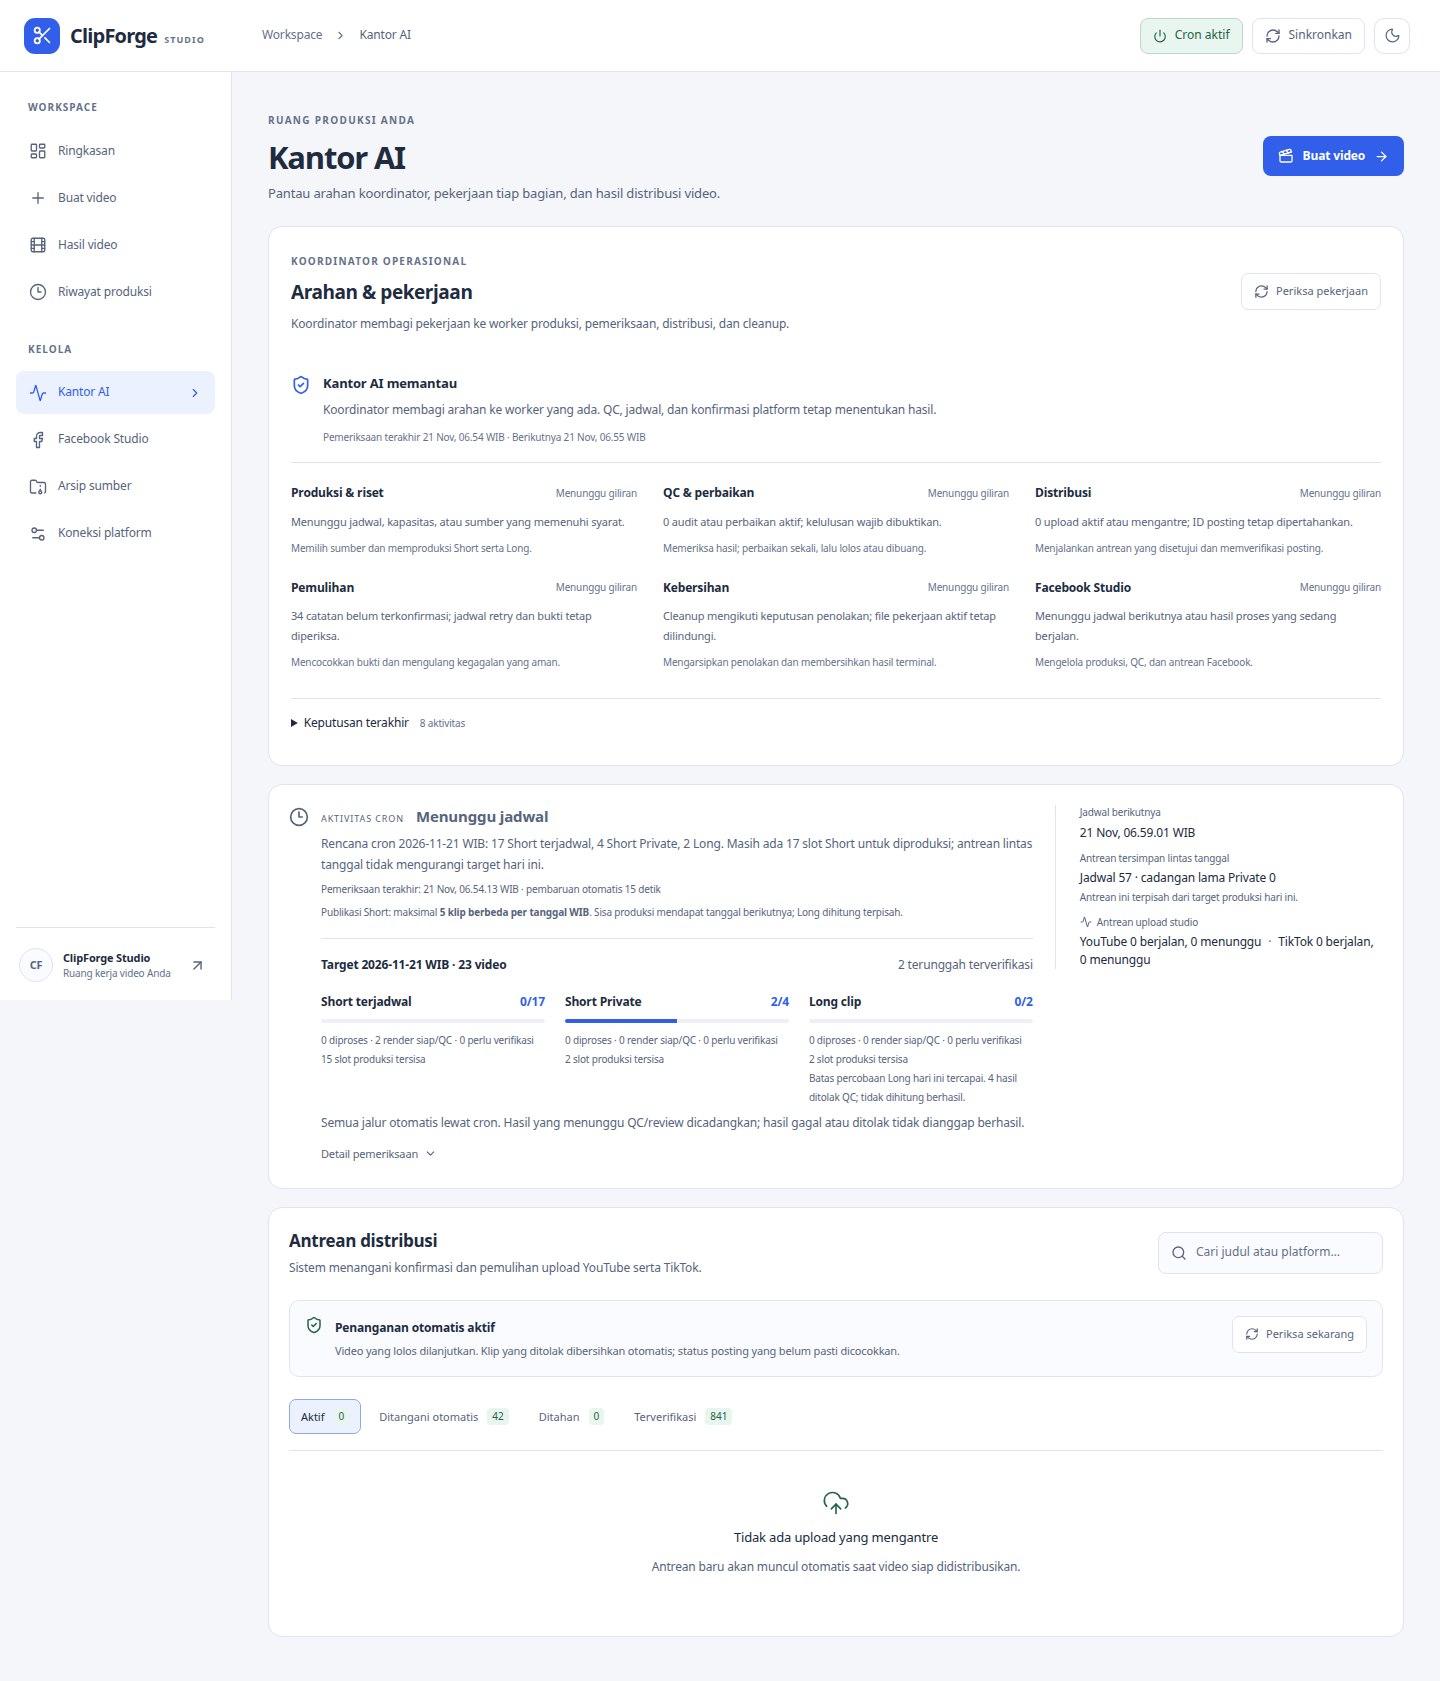 ClipForge STUDIO
Workspace > Kantor AI
Cron aktif
Sinkronkan
WORKSPACE
Ringkasan
Buat video
Hasil video
Riwayat produksi
KELOLA
Kantor AI
Facebook Studio
Arsip sumber
Koneksi platform
CF
ClipForge Studio
Ruang kerja video Anda
RUANG PRODUKSI ANDA
Kantor AI
Pantau arahan koordinator, pekerjaan tiap bagian, dan hasil distribusi video.
Buat video
KOORDINATOR OPERASIONAL
Arahan & pekerjaan
Koordinator membagi pekerjaan ke worker produksi, pemeriksaan, distribusi, dan cleanup.
Periksa pekerjaan
Kantor AI memantau
Koordinator membagi arahan ke worker yang ada. QC, jadwal, dan konfirmasi platform tetap menentukan hasil.
Pemeriksaan terakhir 21 Nov, 06.54 WIB · Berikutnya 21 Nov, 06.55 WIB
Produksi & riset Menunggu giliran
Menunggu jadwal, kapasitas, atau sumber yang memenuhi syarat.
Memilih sumber dan memproduksi Short serta Long.
QC & perbaikan Menunggu giliran
0 audit atau perbaikan aktif; kelulusan wajib dibuktikan.
Memeriksa hasil; perbaikan sekali, lalu lolos atau dibuang.
Distribusi Menunggu giliran
0 upload aktif atau mengantre; ID posting tetap dipertahankan.
Menjalankan antrean yang disetujui dan memverifikasi posting.
Pemulihan Menunggu giliran
34 catatan belum terkonfirmasi; jadwal retry dan bukti tetap
diperiksa.
Mencocokkan bukti dan mengulang kegagalan yang aman.
Kebersihan Menunggu giliran
Cleanup mengikuti keputusan penolakan; file pekerjaan aktif tetap
dilindungi.
Mengarsipkan penolakan dan membersihkan hasil terminal.
Facebook Studio Menunggu giliran
Menunggu jadwal berikutnya atau hasil proses yang sedang
berjalan.
Mengelola produksi, QC, dan antrean Facebook.
Keputusan terakhir 8 aktivitas
AKTIVITAS CRON Menunggu jadwal
Rencana cron 2026-11-21 WIB: 17 Short terjadwal, 4 Short Private, 2 Long. Masih ada 17 slot Short untuk diproduksi; antrean lintas
tanggal tidak mengurangi target hari ini.
Pemeriksaan terakhir: 21 Nov, 06.54.13 WIB · pembaruan otomatis 15 detik
Publikasi Short: maksimal 5 klip berbeda per tanggal WIB. Sisa produksi mendapat tanggal berikutnya; Long dihitung terpisah.
Target 2026-11-21 WIB · 23 video 2 terunggah terverifikasi
Short terjadwal 0/17
0 diproses · 2 render siap/QC · 0 perlu verifikasi
15 slot produksi tersisa
Short Private 2/4
0 diproses · 0 render siap/QC · 0 perlu verifikasi
2 slot produksi tersisa
Long clip 0/2
0 diproses · 0 render siap/QC · 0 perlu verifikasi
2 slot produksi tersisa
Batas percobaan Long hari ini tercapai. 4 hasil
ditolak QC; tidak dihitung berhasil.
Semua jalur otomatis lewat cron. Hasil yang menunggu QC/review dicadangkan; hasil gagal atau ditolak tidak dianggap berhasil.
Detail pemeriksaan
Jadwal berikutnya
21 Nov, 06.59.01 WIB
Antrean tersimpan lintas tanggal
Jadwal 57 · cadangan lama Private 0
Antrean ini terpisah dari target produksi hari ini.
Antrean upload studio
YouTube 0 berjalan, 0 menunggu · TikTok 0 berjalan,
0 menunggu
Antrean distribusi
Sistem menangani konfirmasi dan pemulihan upload YouTube serta TikTok.
Cari judul atau platform...
Penanganan otomatis aktif
Video yang lolos dilanjutkan. Klip yang ditolak dibersihkan otomatis; status posting yang belum pasti dicocokkan.
Periksa sekarang
Aktif 0
Ditangani otomatis 42
Ditahan 0
Terverifikasi 841
Tidak ada upload yang mengantre
Antrean baru akan muncul otomatis saat video siap didistribusikan.